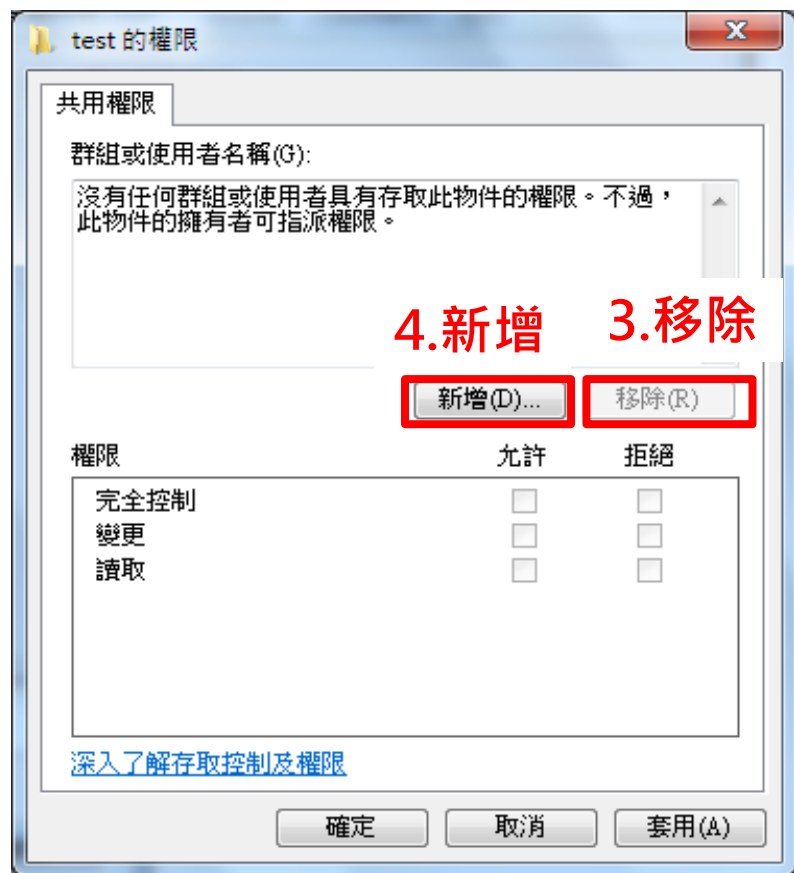 test 的權限
共用權限
群組或使用者名稱(G):
沒有任何群組或使用者具有存取此物件的權限。不過，
此物件的擁有者可指派權限。
4.新增 3.移除
新增(D)... 移除(R)
權限 允許 拒絕
完全控制
變更
讀取
深入了解存取控制及權限
確定 取消 套用(A)